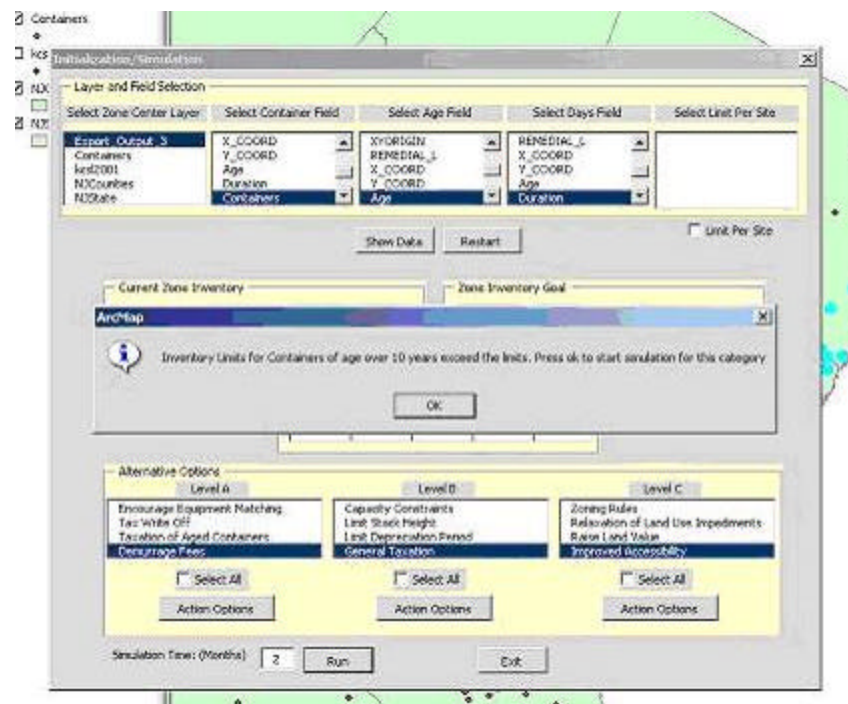 Containers
kcs
Initialization/Simulation
Layer and Field Selection
Select Zone Center Layer
Select Container Field
Select Age Field
Select Days Field
Select Limit Per Site
Export_Output_3
Containers
kcsl2001
NJCounties
NJState
X_COORD
Y_COORD
Age
Duration
Containers
XYORIGIN
REMEDIAL_L
X_COORD
Y_COORD
Age
REMEDIAL_L
X_COORD
Y_COORD
Age
Duration
Limit Per Site
Show Data
Restart
Current Zone Inventory
Zone Inventory Goal
ArcMap
Inventory Limits for Containers of age over 10 years exceed the limits. Press ok to start simulation for this category
OK
Alternative Options
Level A
Level B
Level C
Encourage Equipment Matching
Tax Write Off
Taxation of Aged Containers
Demurrage Fees
Capacity Constraints
Limit Stack Height
Limit Depreciation Period
General Taxation
Zoning Rules
Relaxation of Land Use Impediments
Raise Land Value
Improved Accessibility
Select All
Select All
Select All
Action Options
Action Options
Action Options
Simulation Time: (Months)
2
Run
Exit